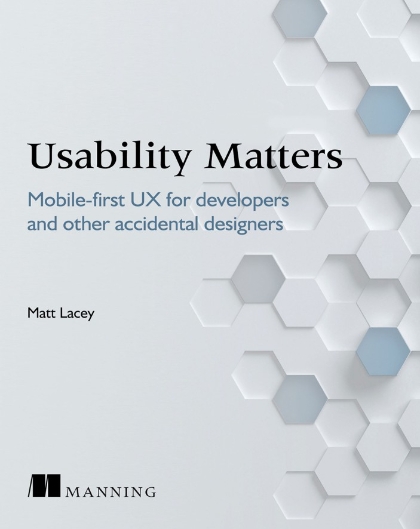 Usability Matters
Mobile-first UX for developers
and other accidental designers
Matt Lacey
MANNING